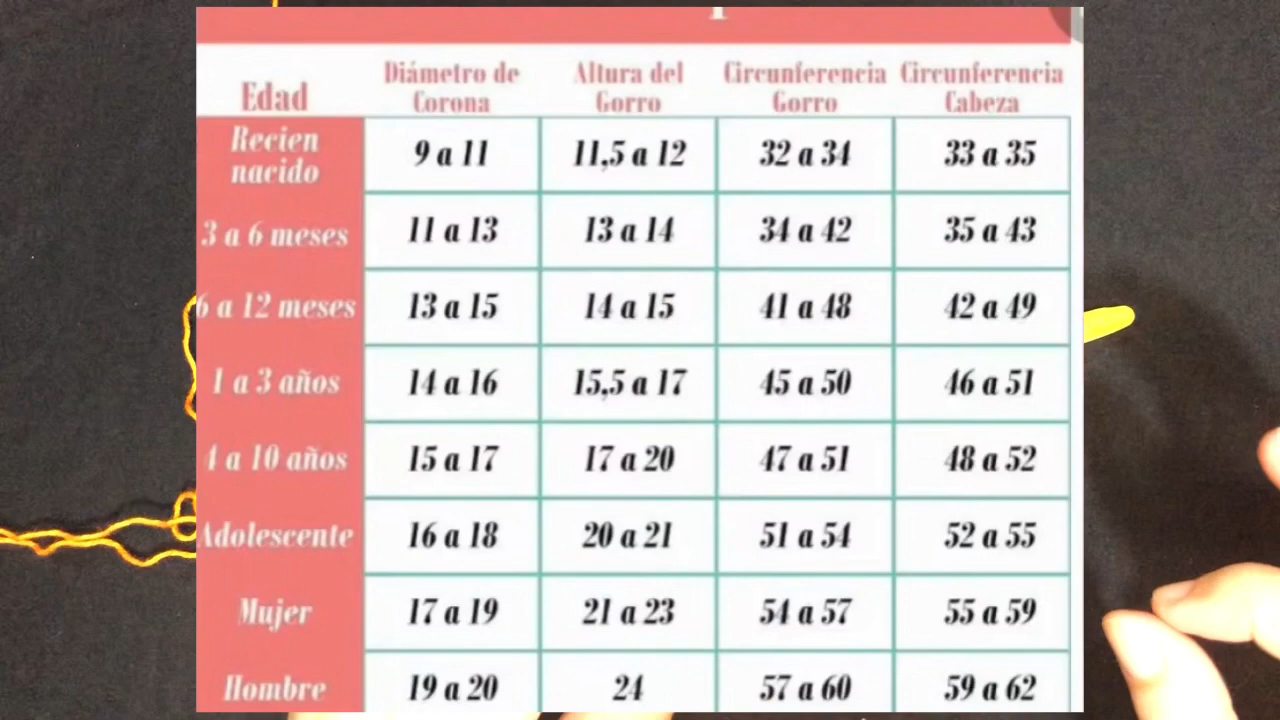 Edad Diámetro de Corona Altura del Gorro Circunferencia Gorro Circunferencia Cabeza
Recien nacido 9 a 11 11,5 a 12 32 a 34 33 a 35
3 a 6 meses 11 a 13 13 a 14 34 a 42 35 a 43
6 a 12 meses 13 a 15 14 a 15 41 a 48 42 a 49
1 a 3 años 14 a 16 15,5 a 17 45 a 50 46 a 51
4 a 10 años 15 a 17 17 a 20 47 a 51 48 a 52
Adolescente 16 a 18 20 a 21 51 a 54 52 a 55
Mujer 17 a 19 21 a 23 54 a 57 55 a 59
Hombre 19 a 20 24 57 a 60 59 a 62